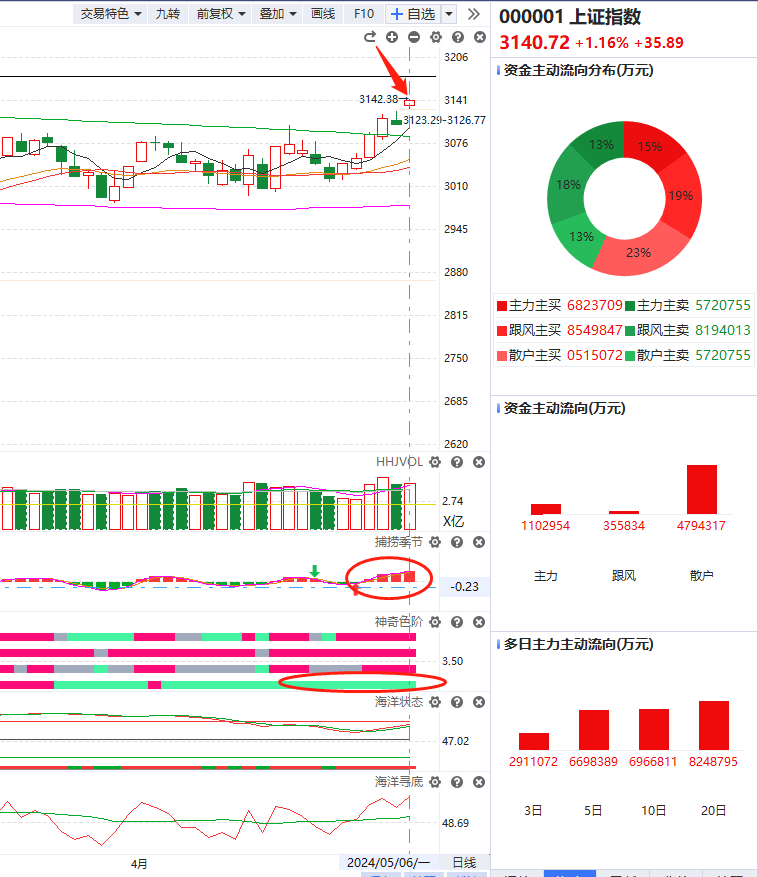 交易特色 九转 前复权 叠加 画线 F10 自选
000001 上证指数
3140.72 +1.16% +35.89
资金主动流向分布(万元)
3206
3142.38
3141
3123.29-3126.77
3076
3010
2945
2880
2815
2750
2685
2620
13% 15%
18% 19%
13% 23%
主力主买 6823709 主力主卖 5720755
跟风主买 8549847 跟风主卖 8194013
散户主买 0515072 散户主卖 5720755
资金主动流向(万元)
1102954 355834 4794317
主力 跟风 散户
HHJVOL
2.74
X亿
捕捞季节
-0.23
神奇色阶
3.50
海洋状态
47.02
海洋寻底
48.69
多日主力主动流向(万元)
2911072 6698389 6966811 8248795
3日 5日 10日 20日
4月 2024/05/06/一 日线